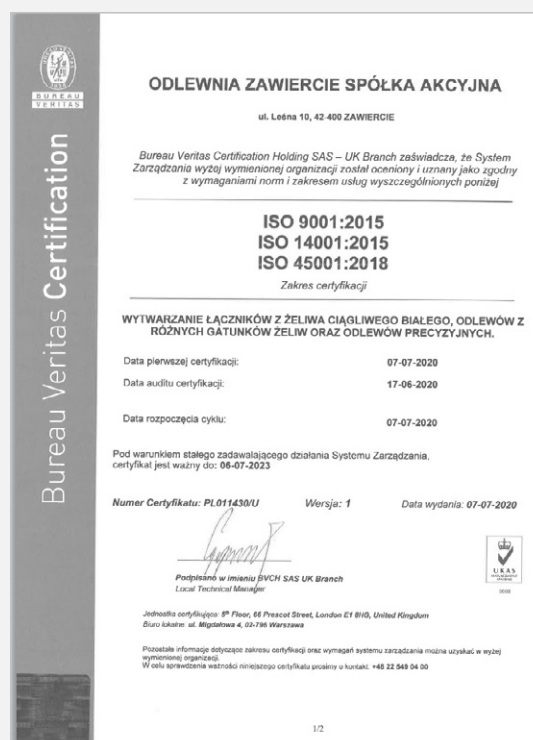 BUREAU
VERITAS
Bureau Veritas Certification
ODLEWNIA ZAWIERCIE SPÓŁKA AKCYJNA
ul. Leśna 10, 42-400 ZAWIERCIE
Bureau Veritas Certification Holding SAS – UK Branch zaświadcza, że System
Zarządzania wyżej wymienionej organizacji został oceniony i uznany jako zgodny
z wymaganiami norm i zakresem usług wyszczególnionych poniżej
ISO 9001:2015
ISO 14001:2015
ISO 45001:2018
Zakres certyfikacji
WYTWARZANIE ŁĄCZNIKÓW Z ŻELIWA CIĄGLIWEGO BIAŁEGO, ODLEWÓW Z
RÓŻNYCH GATUNKÓW ŻELIW ORAZ ODLEWÓW PRECYZYJNYCH.
Data pierwszej certyfikacji: 07-07-2020
Data auditu certyfikacji: 17-06-2020
Data rozpoczęcia cyklu: 07-07-2020
Pod warunkiem stałego zadawalającego działania Systemu Zarządzania,
certyfikat jest ważny do: 06-07-2023
Numer Certyfikatu: PL011430/U Wersja: 1 Data wydania: 07-07-2020
Podpisano w imieniu BVCH SAS UK Branch
Local Technical Manager
UKAS
MANAGEMENT
SYSTEMS
0008
Jednostka certyfikująca: 5th Floor, 66 Prescot Street, London E1 8HG, United Kingdom
Biuro lokalne: ul. Migdałowa 4, 02-796 Warszawa
Pozostałe informacje dotyczące zakresu certyfikacji oraz wymagań systemu zarządzania można uzyskać w wyżej
wymienionej organizacji.
W celu sprawdzenia ważności niniejszego certyfikatu prosimy o kontakt: +48 22 549 04 00
1/2